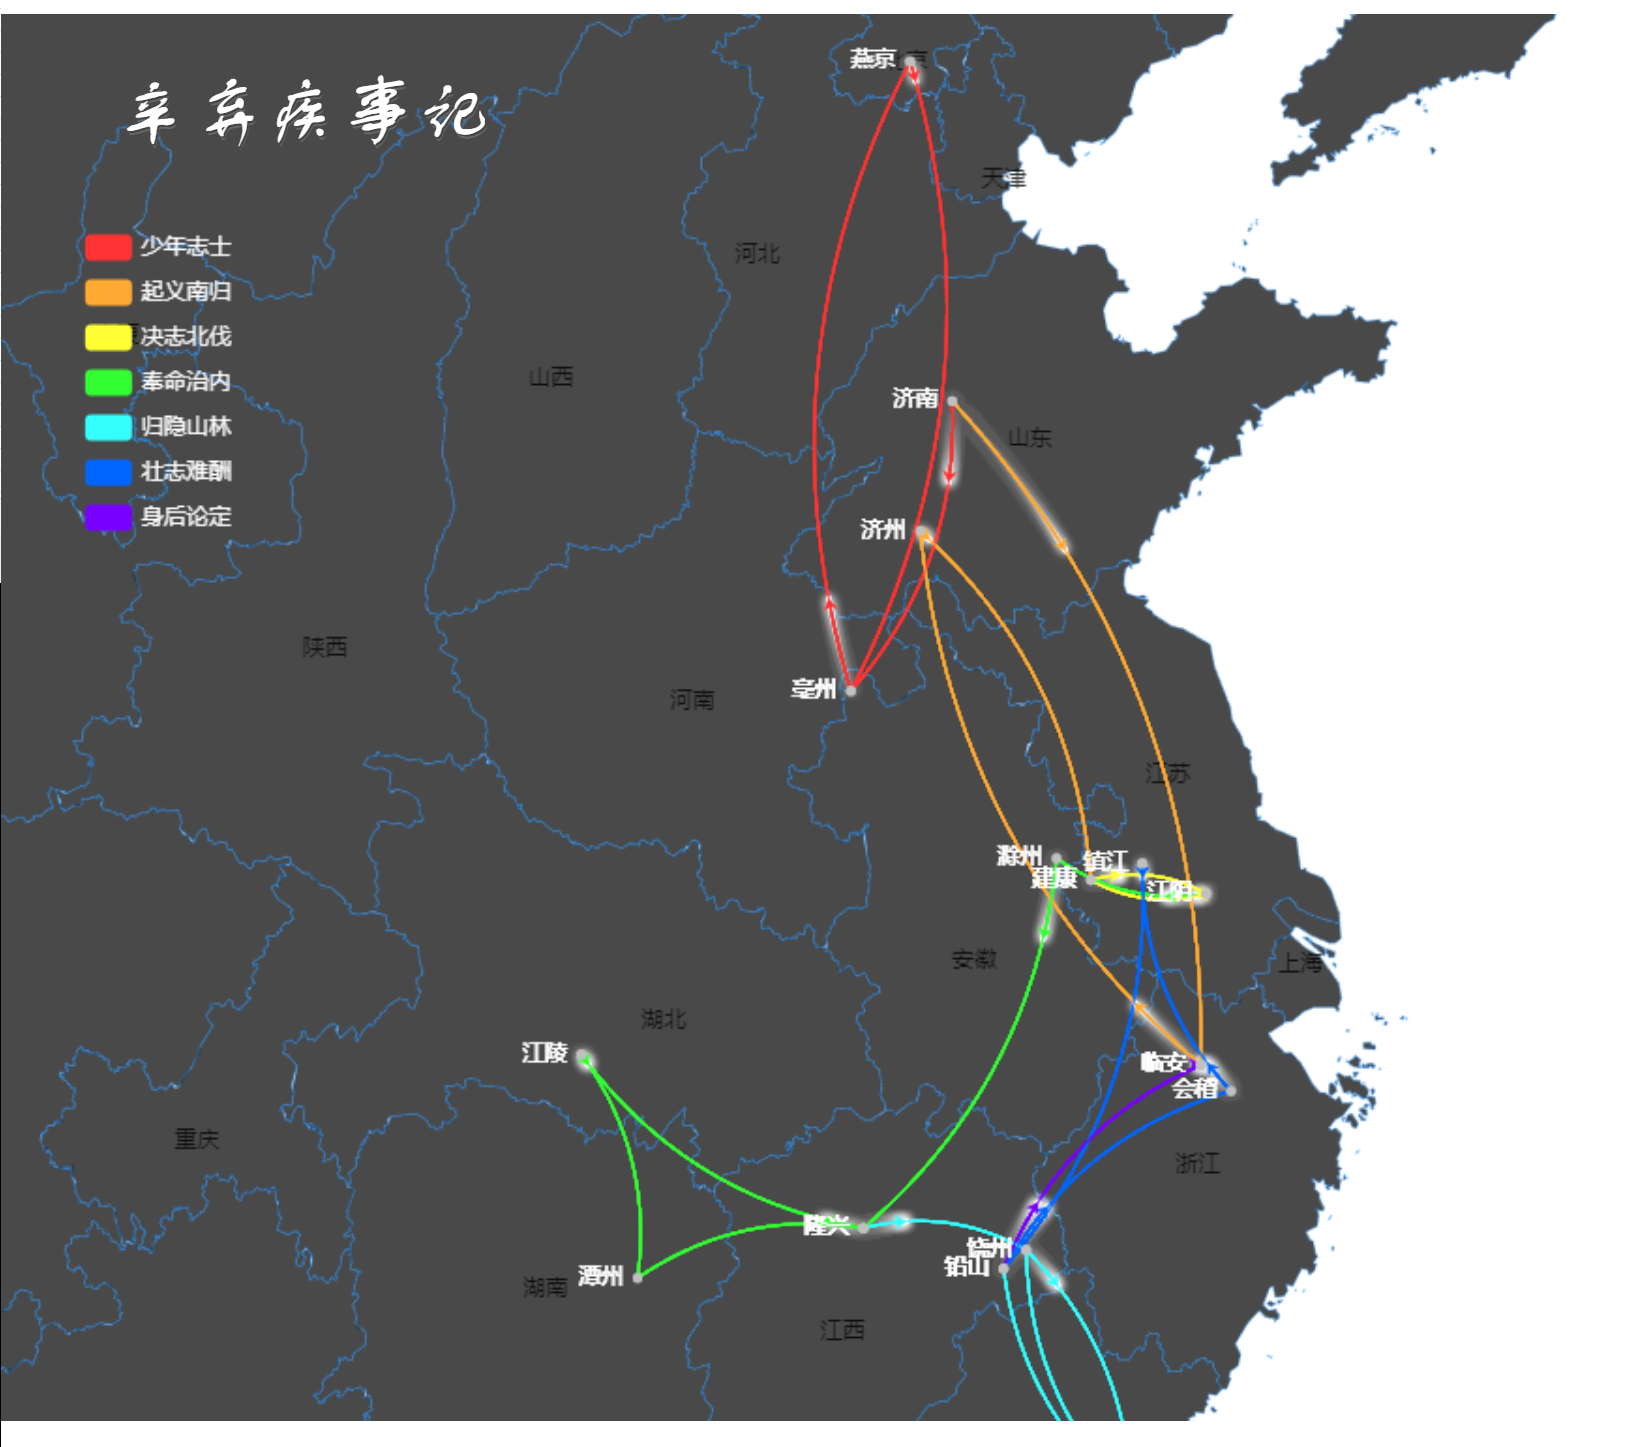 燕京
辛弃疾事记
天津
少年志士
河北
起义南归
决志北伐
山西
奉命治内
济南
归隐山林
山东
壮志难酬
身后论定
济州
陕西
亳州
河南
江苏
滁州
镇江
建康
江阴
安徽
上海
湖北
江陵
临安
会稽
重庆
浙江
隆兴
饶州
铅山
潭州
湖南
江西